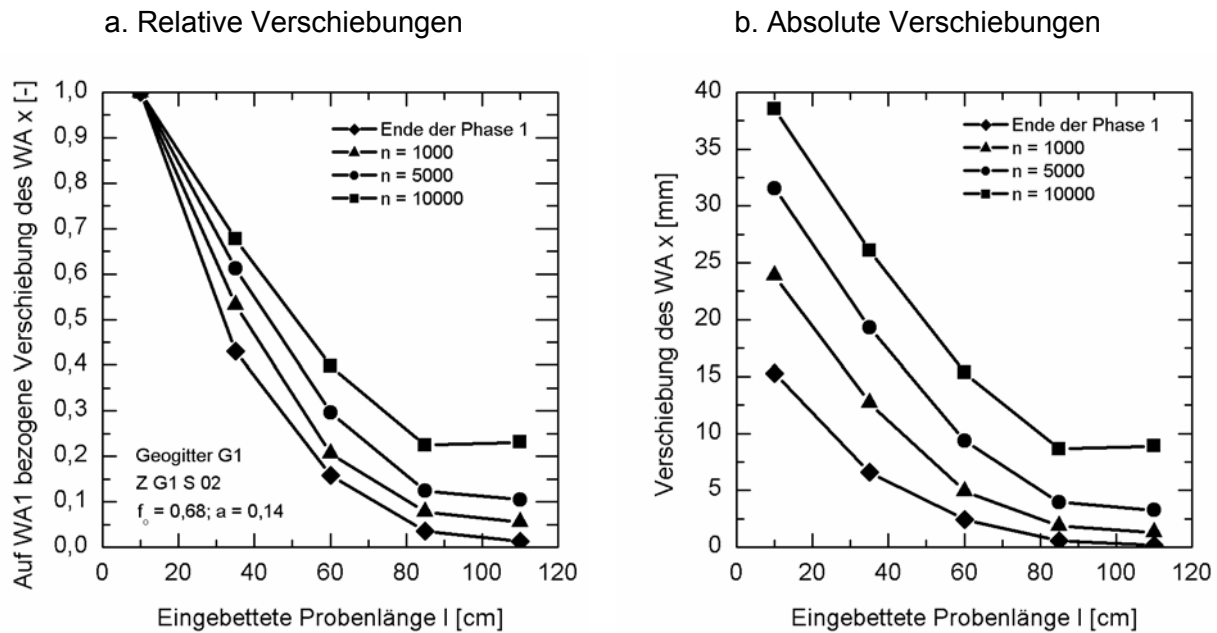 a. Relative Verschiebungen
Auf WA1 bezogene Verschiebung des WA x [-]
1,0
0,9
0,8
0,7
0,6
0,5
0,4
0,3
0,2
0,1
0,0
Ende der Phase 1
n = 1000
n = 5000
n = 10000
Geogitter G1
Z G1 S 02
fo = 0,68; a = 0,14
0 20 40 60 80 100 120
Eingebettete Probenlänge l [cm]
b. Absolute Verschiebungen
Verschiebung des WA x [mm]
40
35
30
25
20
15
10
5
0
Ende der Phase 1
n = 1000
n = 5000
n = 10000
0 20 40 60 80 100 120
Eingebettete Probenlänge l [cm]